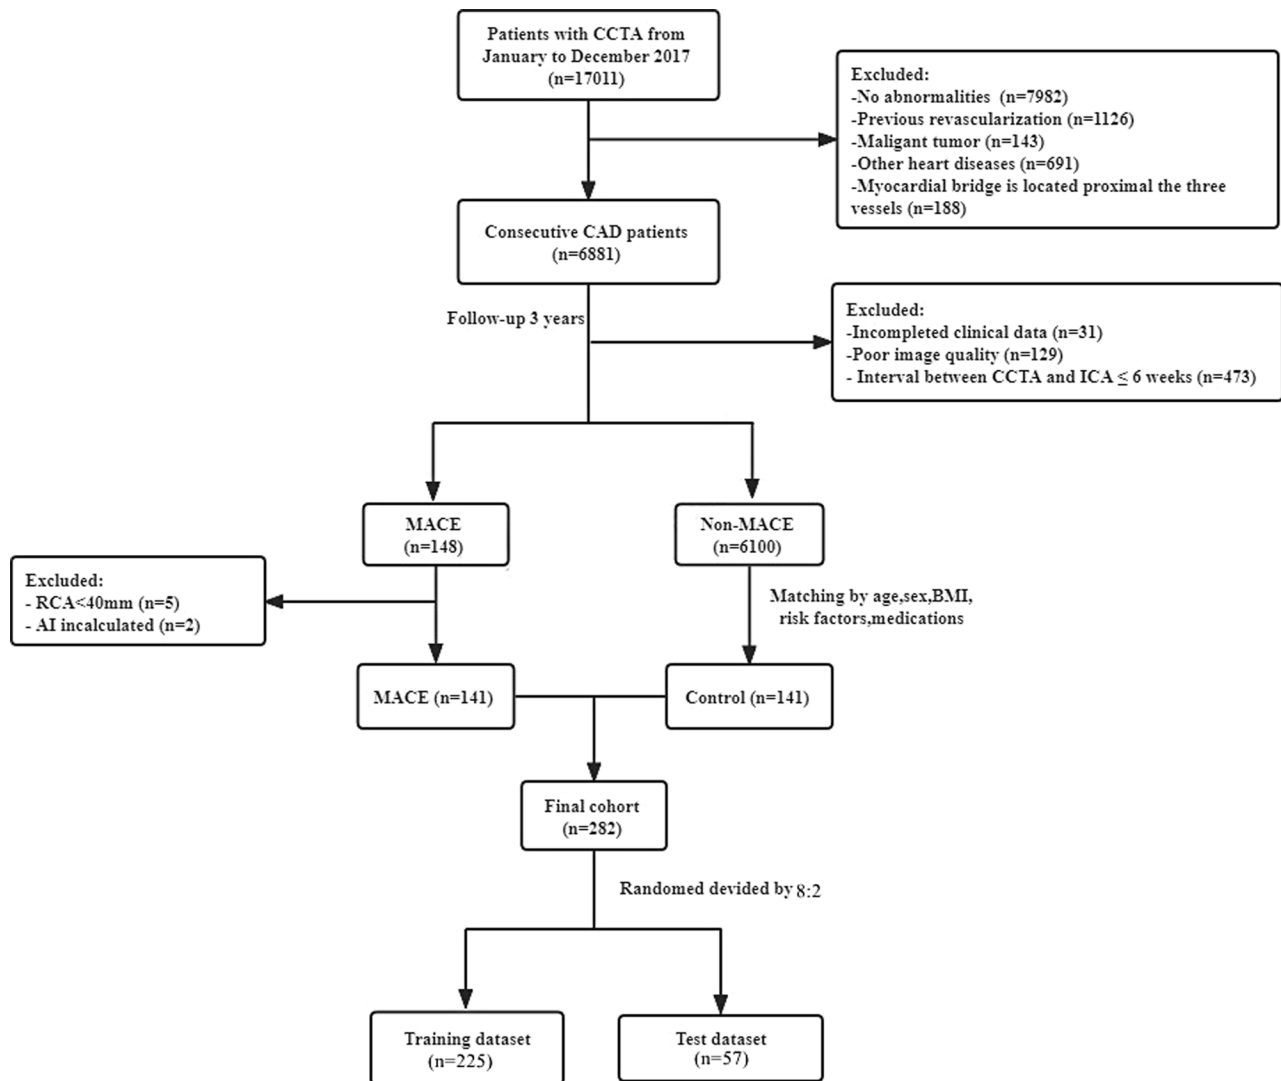 Patients with CCTA from
January to December 2017
(n=17011)
Excluded:
-No abnormalities (n=7982)
-Previous revascularization (n=1126)
-Maligant tumor (n=143)
-Other heart diseases (n=691)
-Myocardial bridge is located proximal the three
vessels (n=188)
Consecutive CAD patients
(n=6881)
Follow-up 3 years
Excluded:
-Incompleted clinical data (n=31)
-Poor image quality (n=129)
- Interval between CCTA and ICA ≤ 6 weeks (n=473)
MACE
(n=148)
Non-MACE
(n=6100)
Excluded:
- RCA<40mm (n=5)
- AI incalculated (n=2)
Matching by age,sex,BMI,
risk factors,medications
MACE (n=141)
Control (n=141)
Final cohort
(n=282)
Randomed devided by 8:2
Training dataset
(n=225)
Test dataset
(n=57)